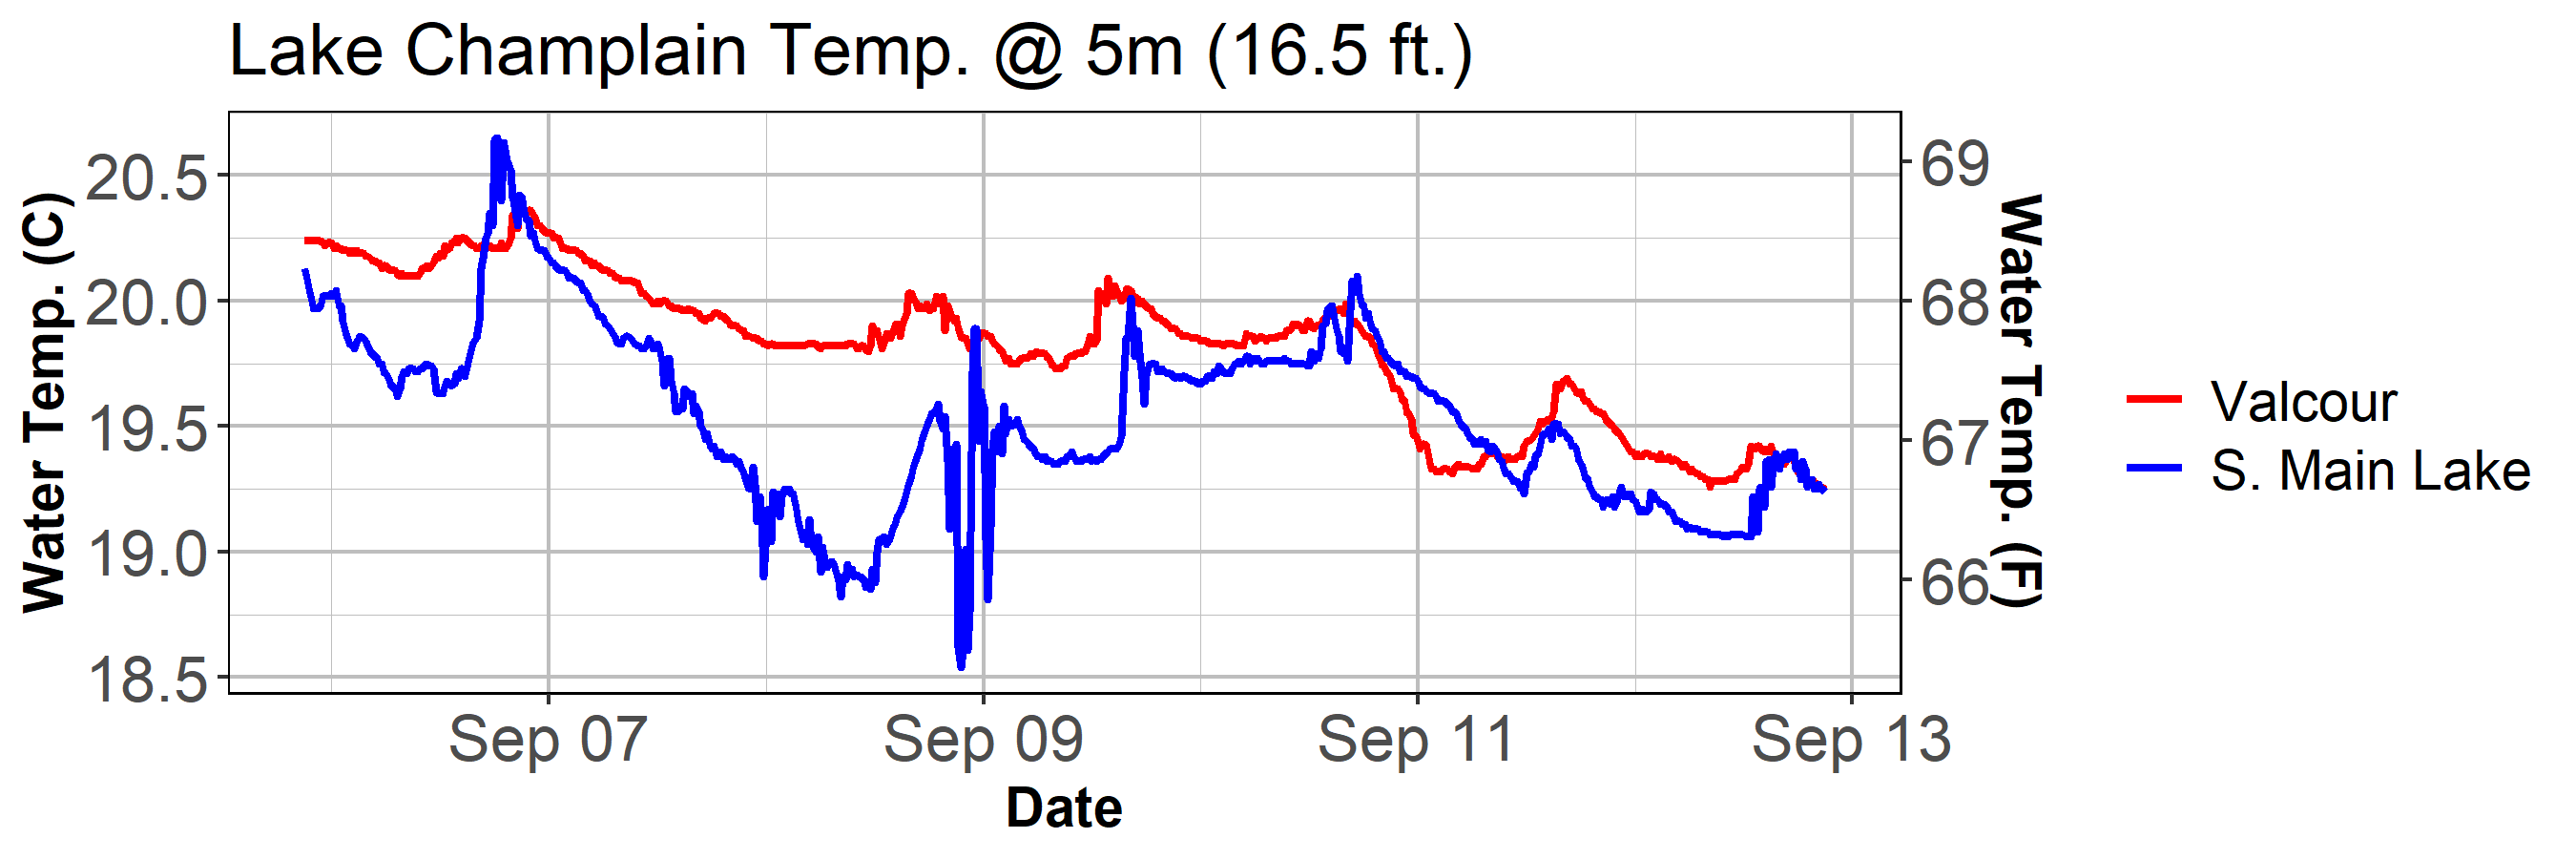 Lake Champlain Temp. @ 5m (16.5 ft.)
Water Temp. (C)
20.5
20.0
19.5
19.0
18.5
69
68
67
66
Water Temp. (F)
Sep 07
Sep 09
Sep 11
Sep 13
Date
Valcour
S. Main Lake